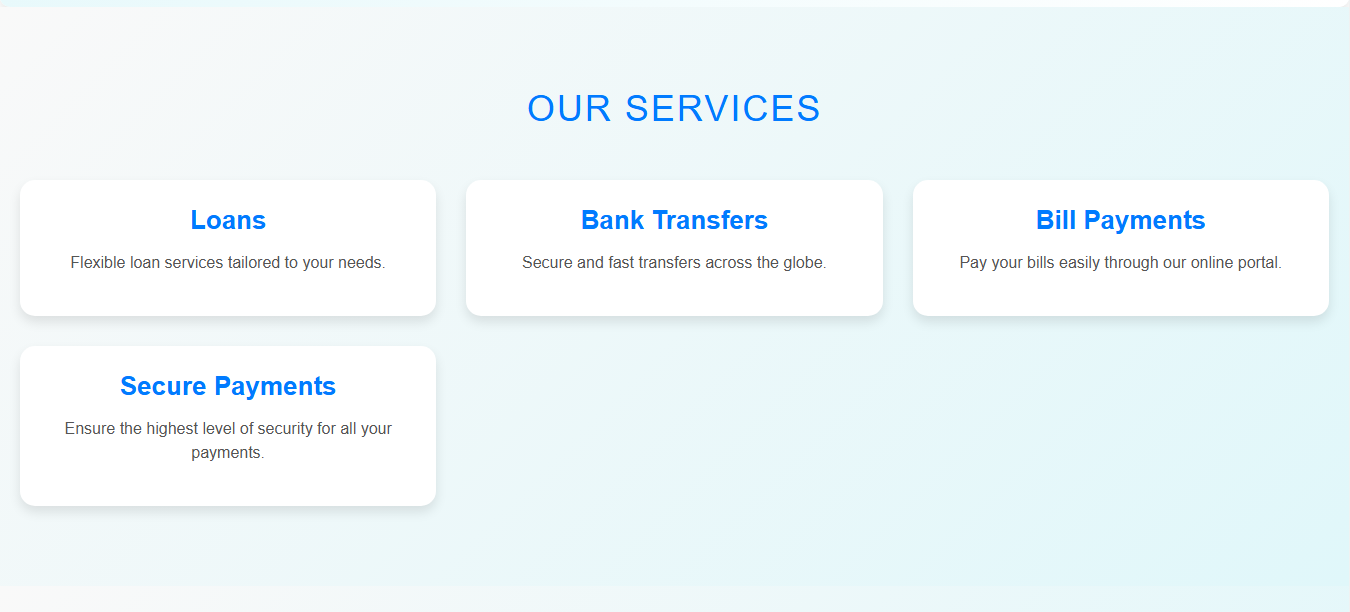 OUR SERVICES
Loans
Flexible loan services tailored to your needs.
Bank Transfers
Secure and fast transfers across the globe.
Bill Payments
Pay your bills easily through our online portal.
Secure Payments
Ensure the highest level of security for all your
payments.